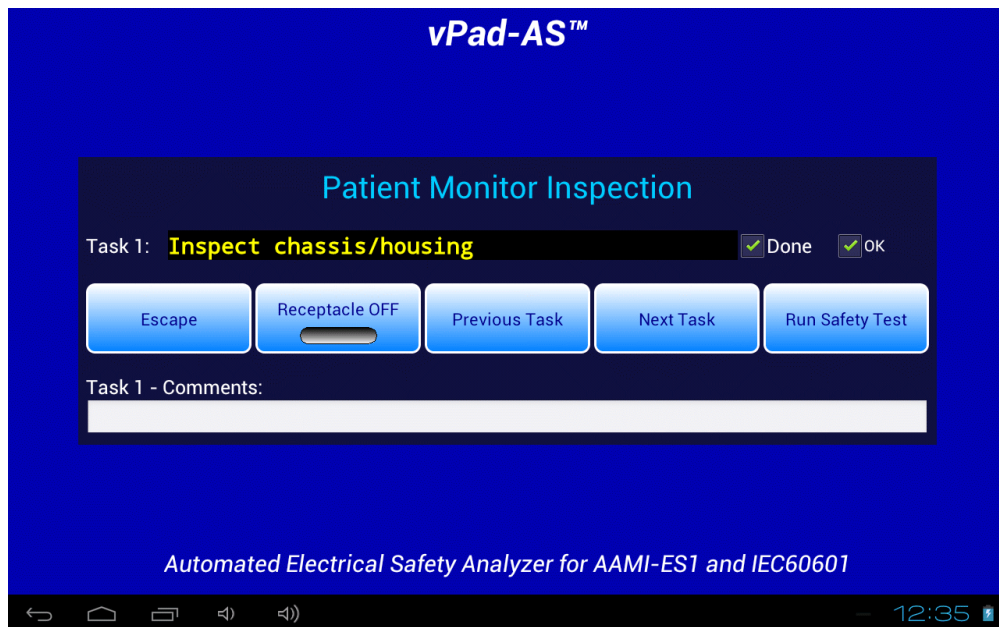 vPad-AS™
Patient Monitor Inspection
Task 1: Inspect chassis/housing Done OK
Escape Receptacle OFF Previous Task Next Task Run Safety Test
Task 1 - Comments:
Automated Electrical Safety Analyzer for AAMI-ES1 and IEC60601
12:35